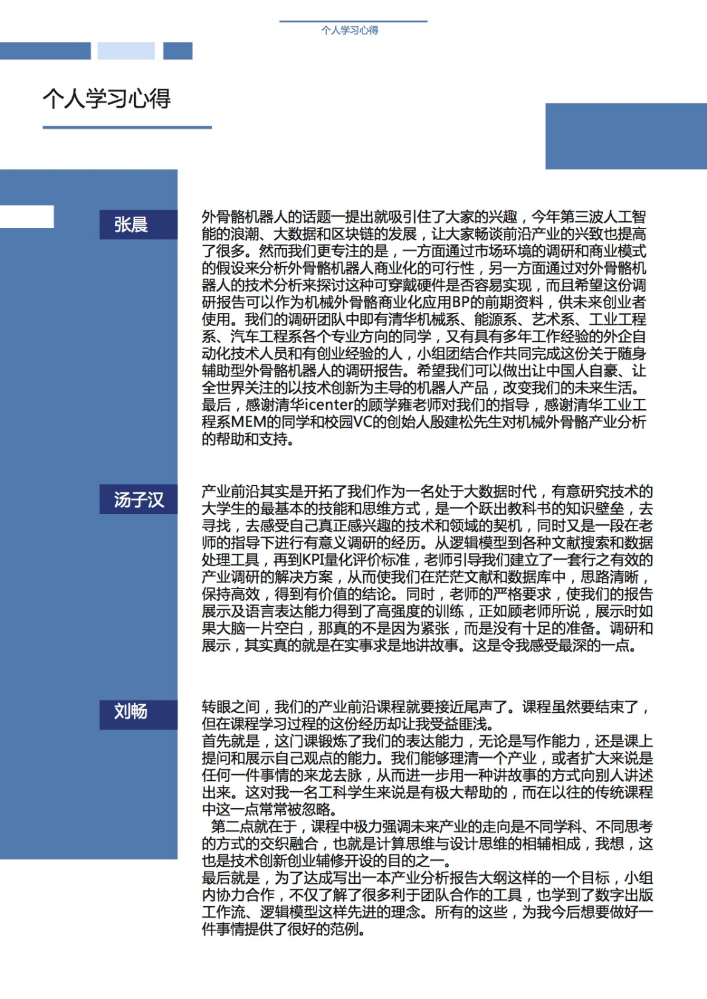 个人学习心得
个人学习心得
张晨
外骨骼机器人的话题一提出就吸引住了大家的兴趣，今年第三波人工智
能的浪潮、大数据和区块链的发展，让大家畅谈前沿产业的兴致也提高
了很多。然而我们更专注的是，一方面通过市场环境的调研和商业模式
的假设来分析外骨骼机器人商业化的可行性，另一方面通过对外骨骼机
器人的技术分析来探讨这种可穿戴硬件是否容易实现，而且希望这份调
研报告可以作为机械外骨骼商业化应用BP的前期资料，供未来创业者
使用。我们的调研团队中即有清华机械系、能源系、艺术系、工业工程
系、汽车工程系各个专业方向的同学，又有具有多年工作经验的外企自
动化技术人员和有创业经验的人，小组团结合作共同完成这份关于随身
辅助型外骨骼机器人的调研报告。希望我们可以做出让中国人自豪、让
全世界关注的以技术创新为主导的机器人产品，改变我们的未来生活。
最后，感谢清华icenter的顾学雍老师对我们的指导，感谢清华工业工
程系MEM的同学和校园VC的创始人殷建松先生对机械外骨骼产业分析
的帮助和支持。
汤子汉
产业前沿其实是开拓了我们作为一名处于大数据时代，有意研究技术的
大学生的最基本的技能和思维方式，是一个跃出教科书的知识壁垒，去
寻找，去感受自己真正感兴趣的技术和领域的契机，同时又是一段在老
师的指导下进行有意义调研的经历。从逻辑模型到各种文献搜索和数据
处理工具，再到KPI量化评价标准，老师引导我们建立了一套行之有效的
产业调研的解决方案，从而使我们在茫茫文献和数据库中，思路清晰，
保持高效，得到有价值的结论。同时，老师的严格要求，使我们的报告
展示及语言表达能力得到了高强度的训练，正如顾老师所说，展示时如
果大脑一片空白，那真的不是因为紧张，而是没有十足的准备。调研和
展示，其实真的就是在实事求是地讲故事。这是令我感受最深的一点。
刘畅
转眼之间，我们的产业前沿课程就要接近尾声了。课程虽然要结束了，
但在课程学习过程的这份经历却让我受益匪浅。
首先就是，这门课锻炼了我们的表达能力，无论是写作能力，还是课上
提问和展示自己观点的能力。我们能够理清一个产业，或者扩大来说是
任何一件事情的来龙去脉，从而进一步用一种讲故事的方式向别人讲述
出来。这对我一名工科学生来说是有极大帮助的，而在以往的传统课程
中这一点常常被忽略。
第二点就在于，课程中极力强调未来产业的走向是不同学科、不同思考
的方式的交织融合，也就是计算思维与设计思维的相辅相成，我想，这
也是技术创新创业辅修开设的目的之一。
最后就是，为了达成写出一本产业分析报告大纲这样的一个目标，小组
内协力合作，不仅了解了很多利于团队合作的工具，也学到了数字出版
工作流、逻辑模型这样先进的理念。所有的这些，为我今后想要做好一
件事情提供了很好的范例。